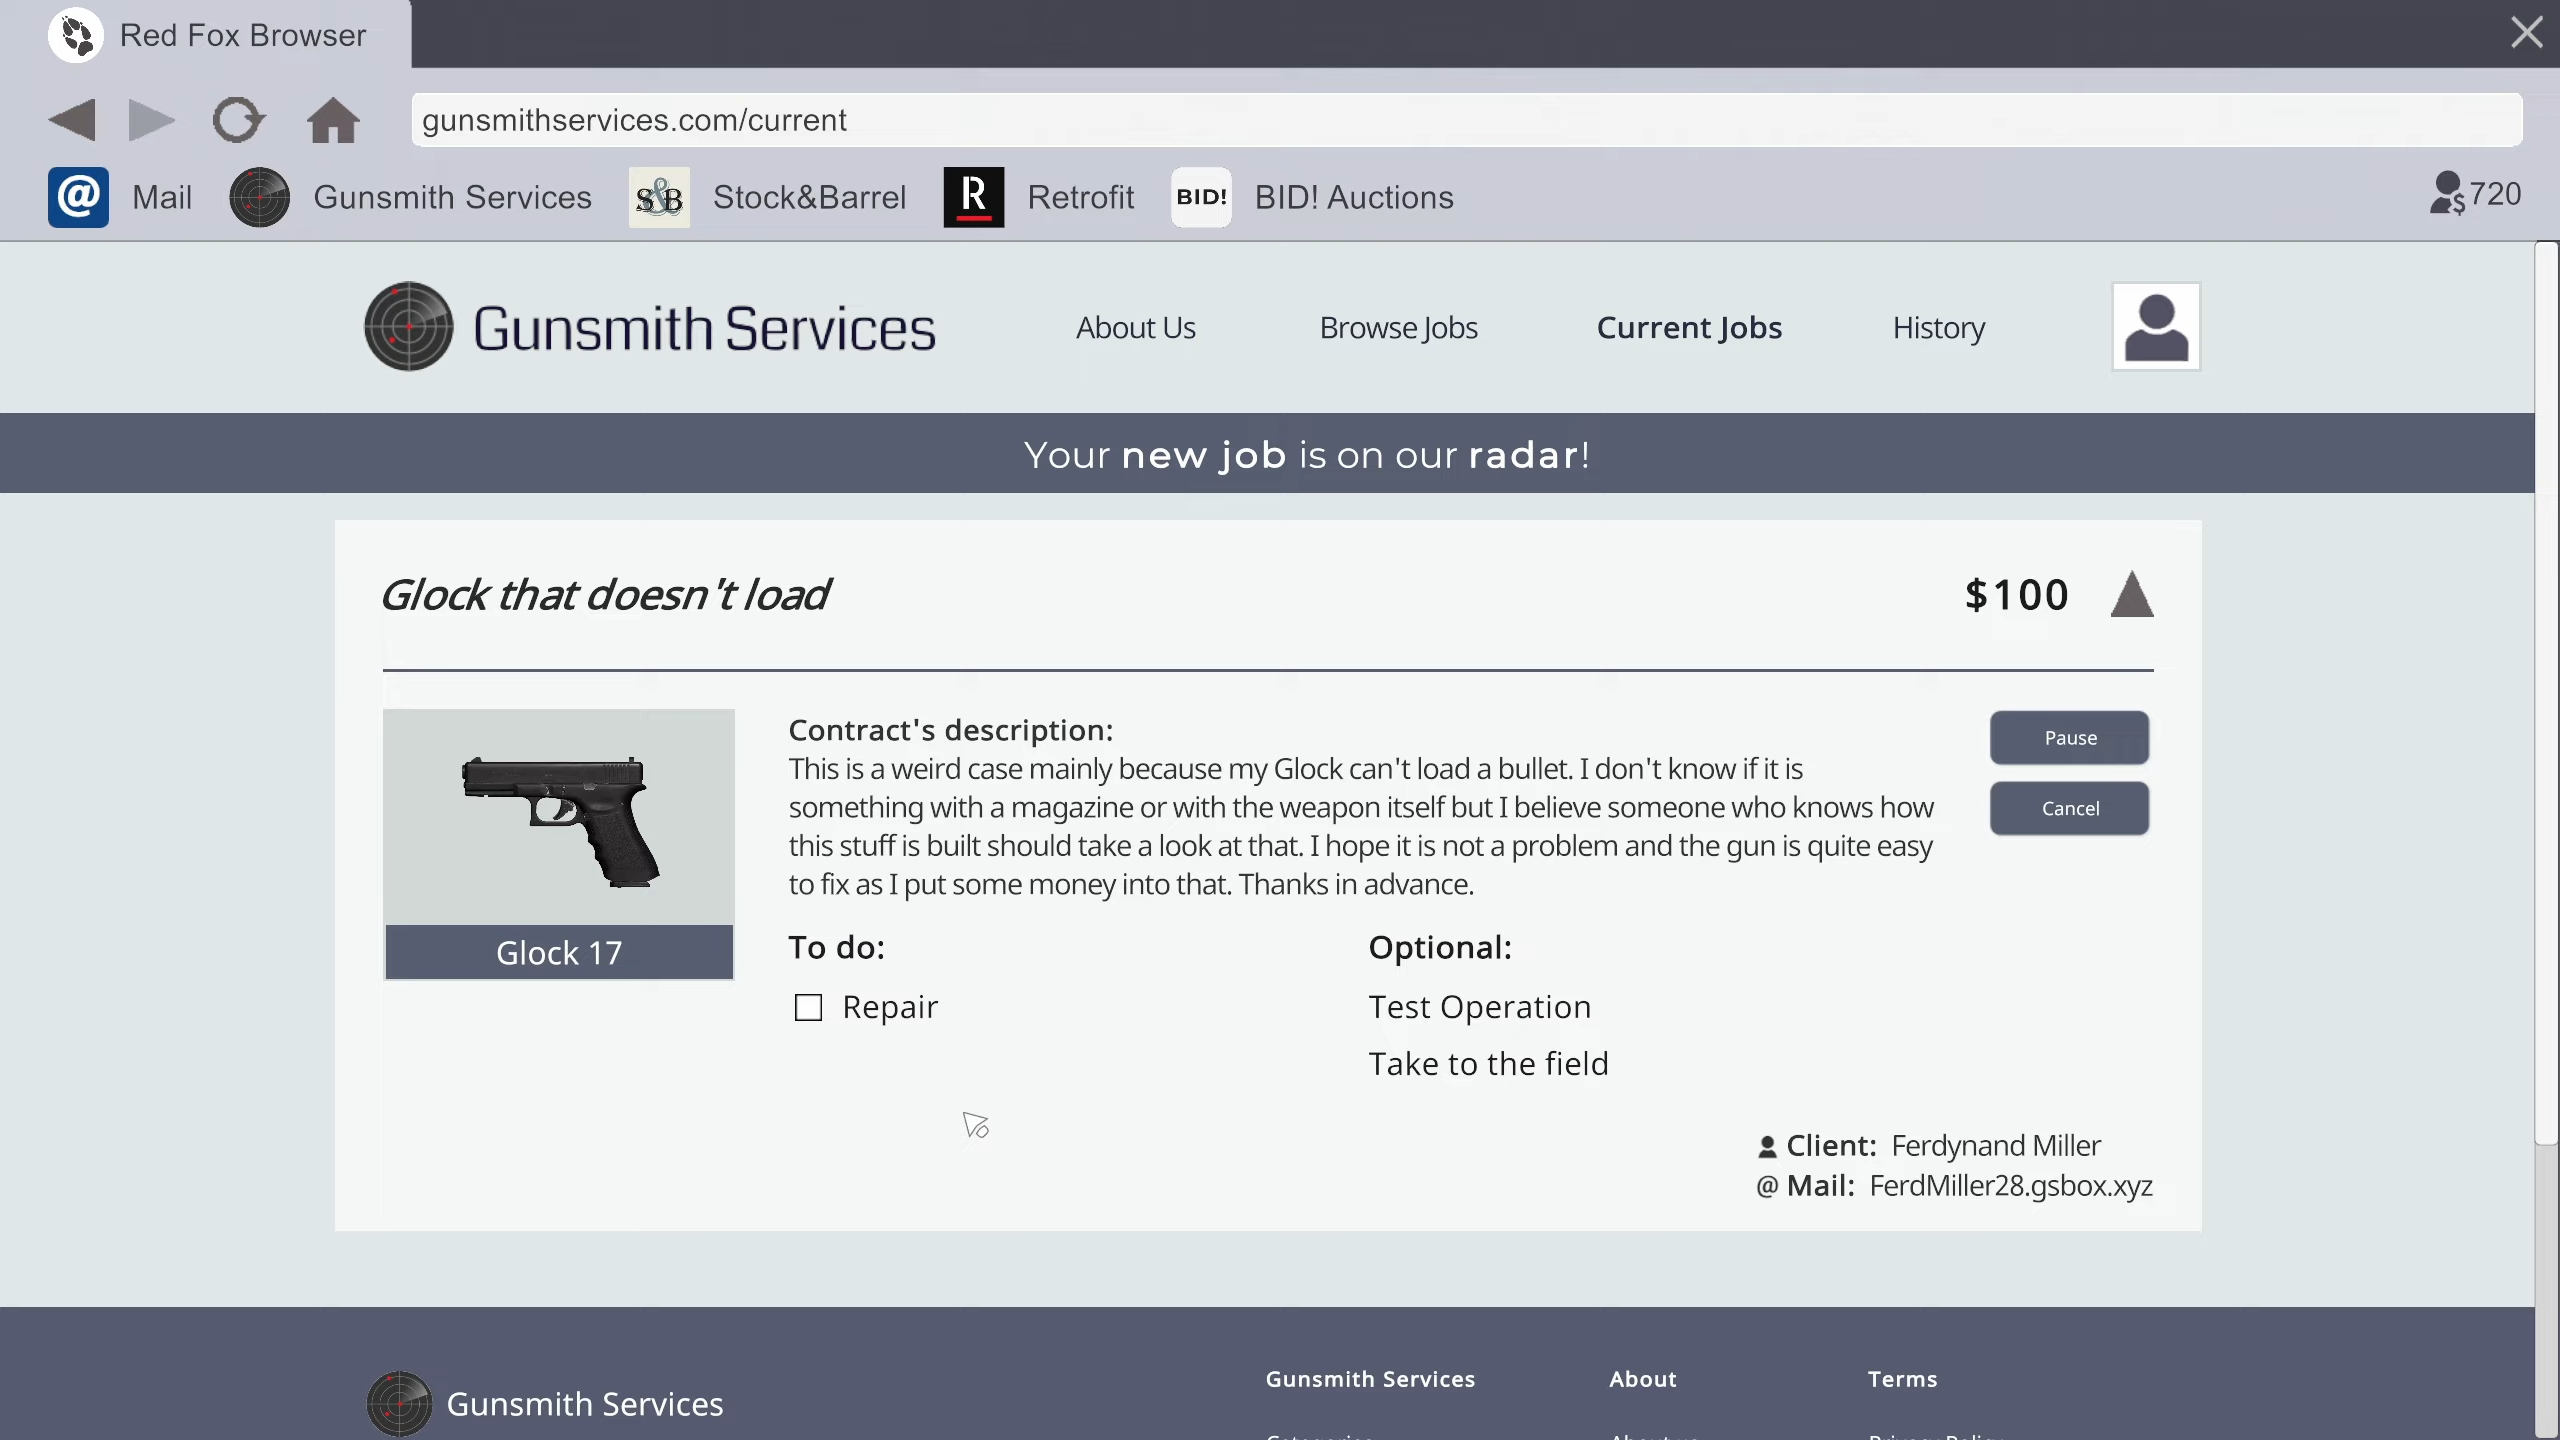 Red Fox Browser
gunsmithservices.com/current
@ Mail Gunsmith Services S&B Stock&Barrel R Retrofit BID! BID! Auctions $720
Gunsmith Services About Us Browse Jobs Current Jobs History
Your new job is on our radar!
Glock that doesn't load $100
Contract's description:
This is a weird case mainly because my Glock can't load a bullet. I don't know if it is
something with a magazine or with the weapon itself but I believe someone who knows how
this stuff is built should take a look at that. I hope it is not a problem and the gun is quite easy
to fix as I put some money into that. Thanks in advance.
Pause
Cancel
Glock 17
To do: Optional:
Repair Test Operation
Take to the field
Client: Ferdynand Miller
@ Mail: FerdMiller28.gsbox.xyz
Gunsmith Services About Terms
Gunsmith Services